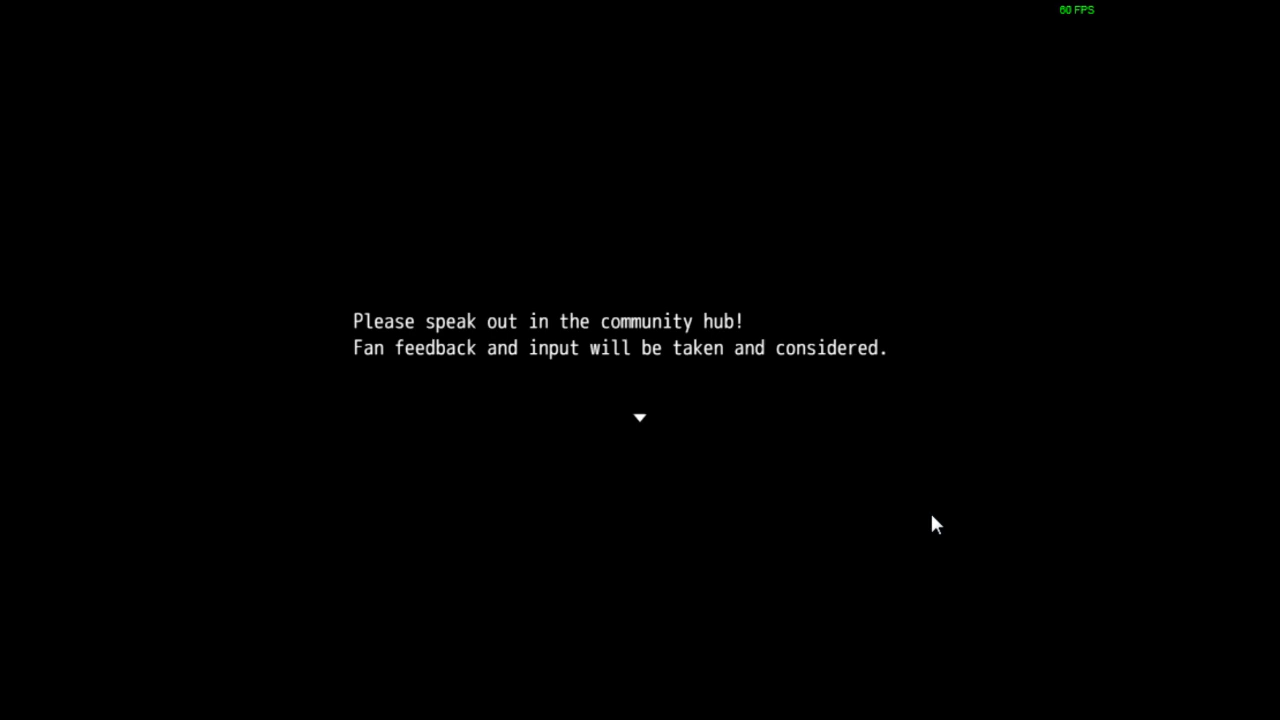 60 FPS
Please speak out in the community hub!
Fan feedback and input will be taken and considered.